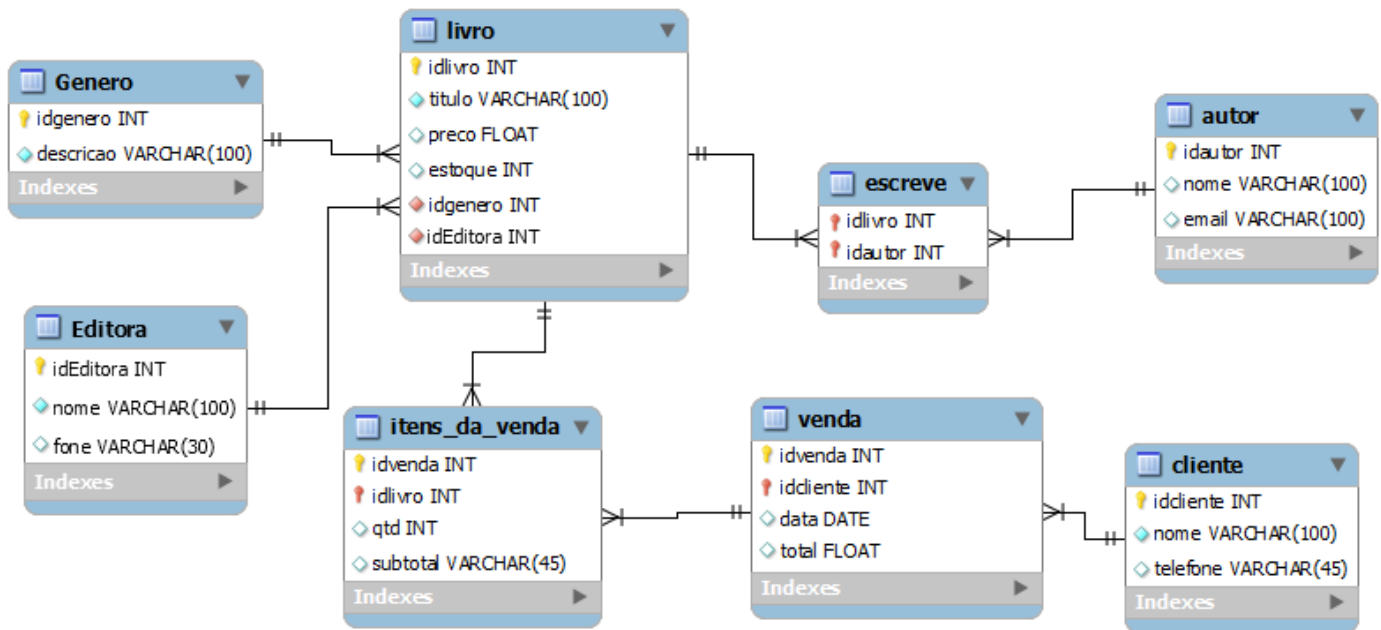 Genero
idgenero INT
descricao VARCHAR(100)
Indexes
livro
idlivro INT
titulo VARCHAR(100)
preco FLOAT
estoque INT
idgenero INT
idEditora INT
Indexes
escreve
idlivro INT
idautor INT
Indexes
autor
idautor INT
nome VARCHAR(100)
email VARCHAR(100)
Indexes
Editora
idEditora INT
nome VARCHAR(100)
fone VARCHAR(30)
Indexes
itens_da_venda
idvenda INT
idlivro INT
qtd INT
subtotal VARCHAR(45)
Indexes
venda
idvenda INT
idcliente INT
data DATE
total FLOAT
Indexes
cliente
idcliente INT
nome VARCHAR(100)
telefone VARCHAR(45)
Indexes